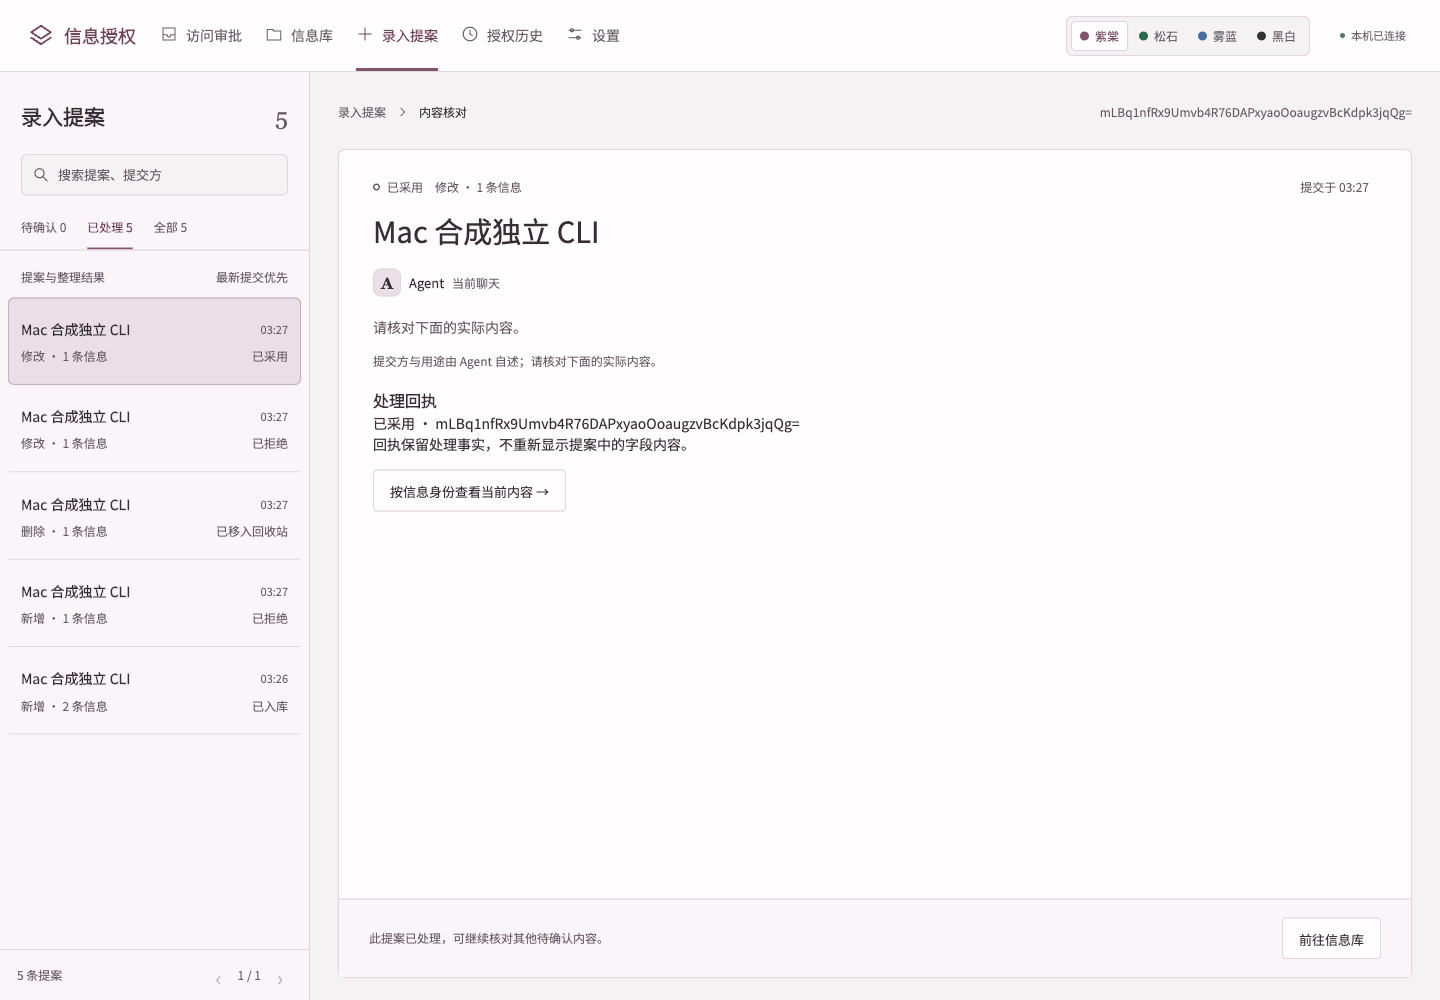 信息授权 访问审批 信息库 录入提案 授权历史 设置 紫棠 松石 雾蓝 黑白 本机已连接
录入提案 5
搜索提案、提交方
待确认 0 已处理 5 全部 5
提案与整理结果 最新提交优先
Mac 合成独立 CLI 03:27
修改 · 1 条信息 已采用
Mac 合成独立 CLI 03:27
修改 · 1 条信息 已拒绝
Mac 合成独立 CLI 03:27
删除 · 1 条信息 已移入回收站
Mac 合成独立 CLI 03:27
新增 · 1 条信息 已拒绝
Mac 合成独立 CLI 03:26
新增 · 2 条信息 已入库
5 条提案 ‹ 1 / 1 ›
录入提案 > 内容核对 mLBq1nfRx9Umvb4R76DAPxyaoOoaugzvBcKdpk3jqQg=
已采用 修改 · 1 条信息 提交于 03:27
Mac 合成独立 CLI
A Agent 当前聊天
请核对下面的实际内容。
提交方与用途由 Agent 自述；请核对下面的实际内容。
处理回执
已采用 · mLBq1nfRx9Umvb4R76DAPxyaoOoaugzvBcKdpk3jqQg=
回执保留处理事实，不重新显示提案中的字段内容。
按信息身份查看当前内容 →
此提案已处理，可继续核对其他待确认内容。 前往信息库